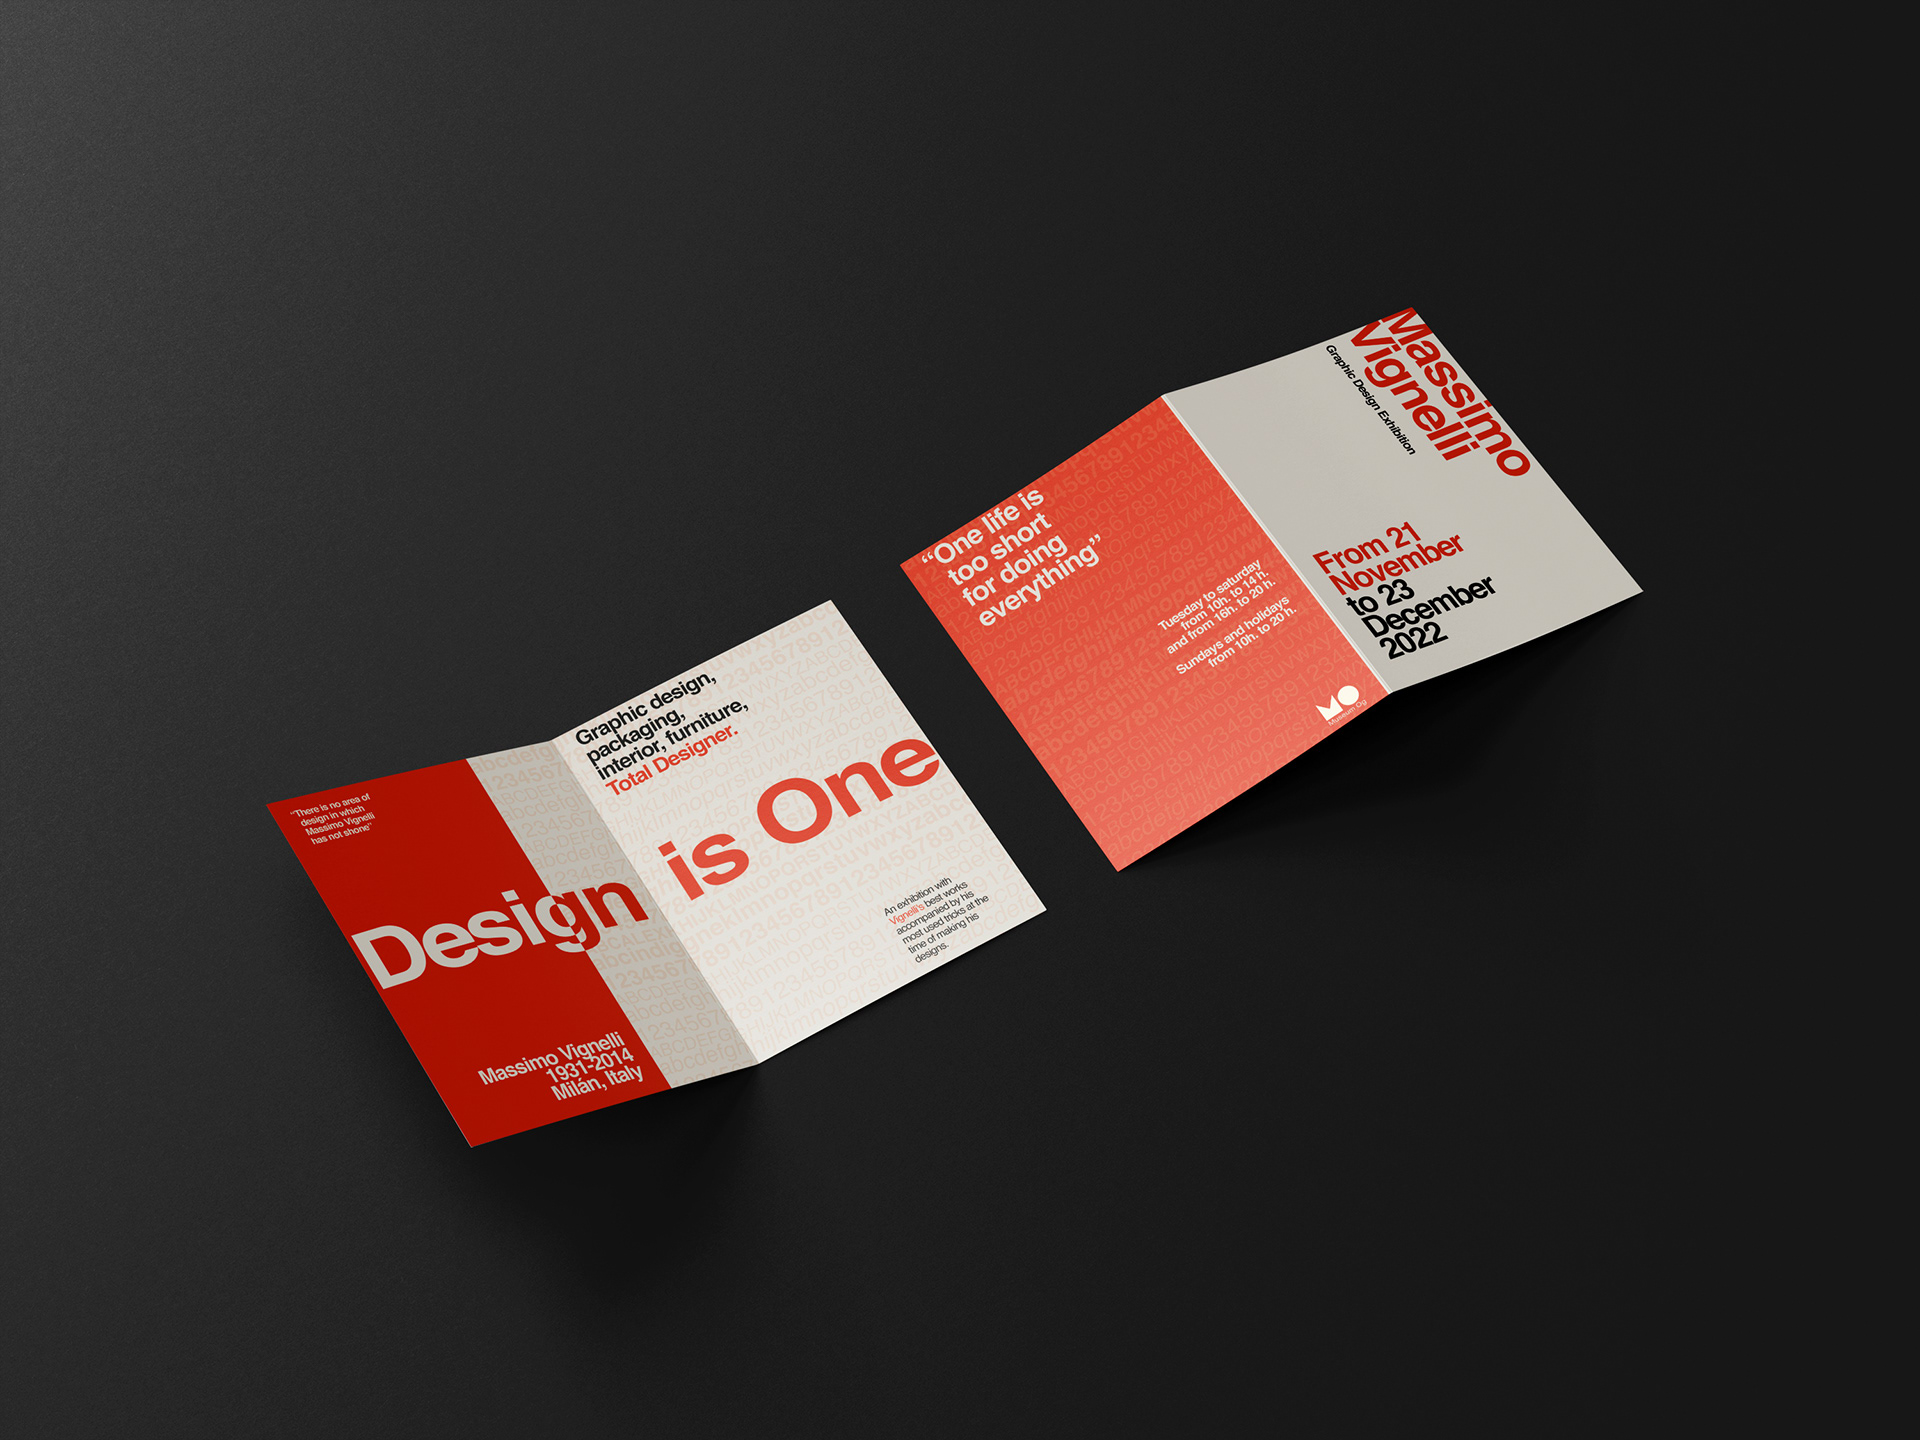 “There is no area of
design in which
Massimo Vignelli
has not shone”
Design is One
Massimo Vignelli
1931-2014
Milán, Italy
Graphic design,
packaging,
interior, furniture,
Total Designer.
An exhibition with
Vignelli's best works
accompanied by his
most used tricks at the
time of making his
designs.
“One life is
too short
for doing
everything”
Tuesday to saturday
from 10h. to 14 h.
and from 16h. to 20 h.
Sundays and holidays
from 10h. to 20 h.
MO
Museum Og
Massimo
Vignelli
Graphic Design Exhibition
From 21
November
to 23
December
2022